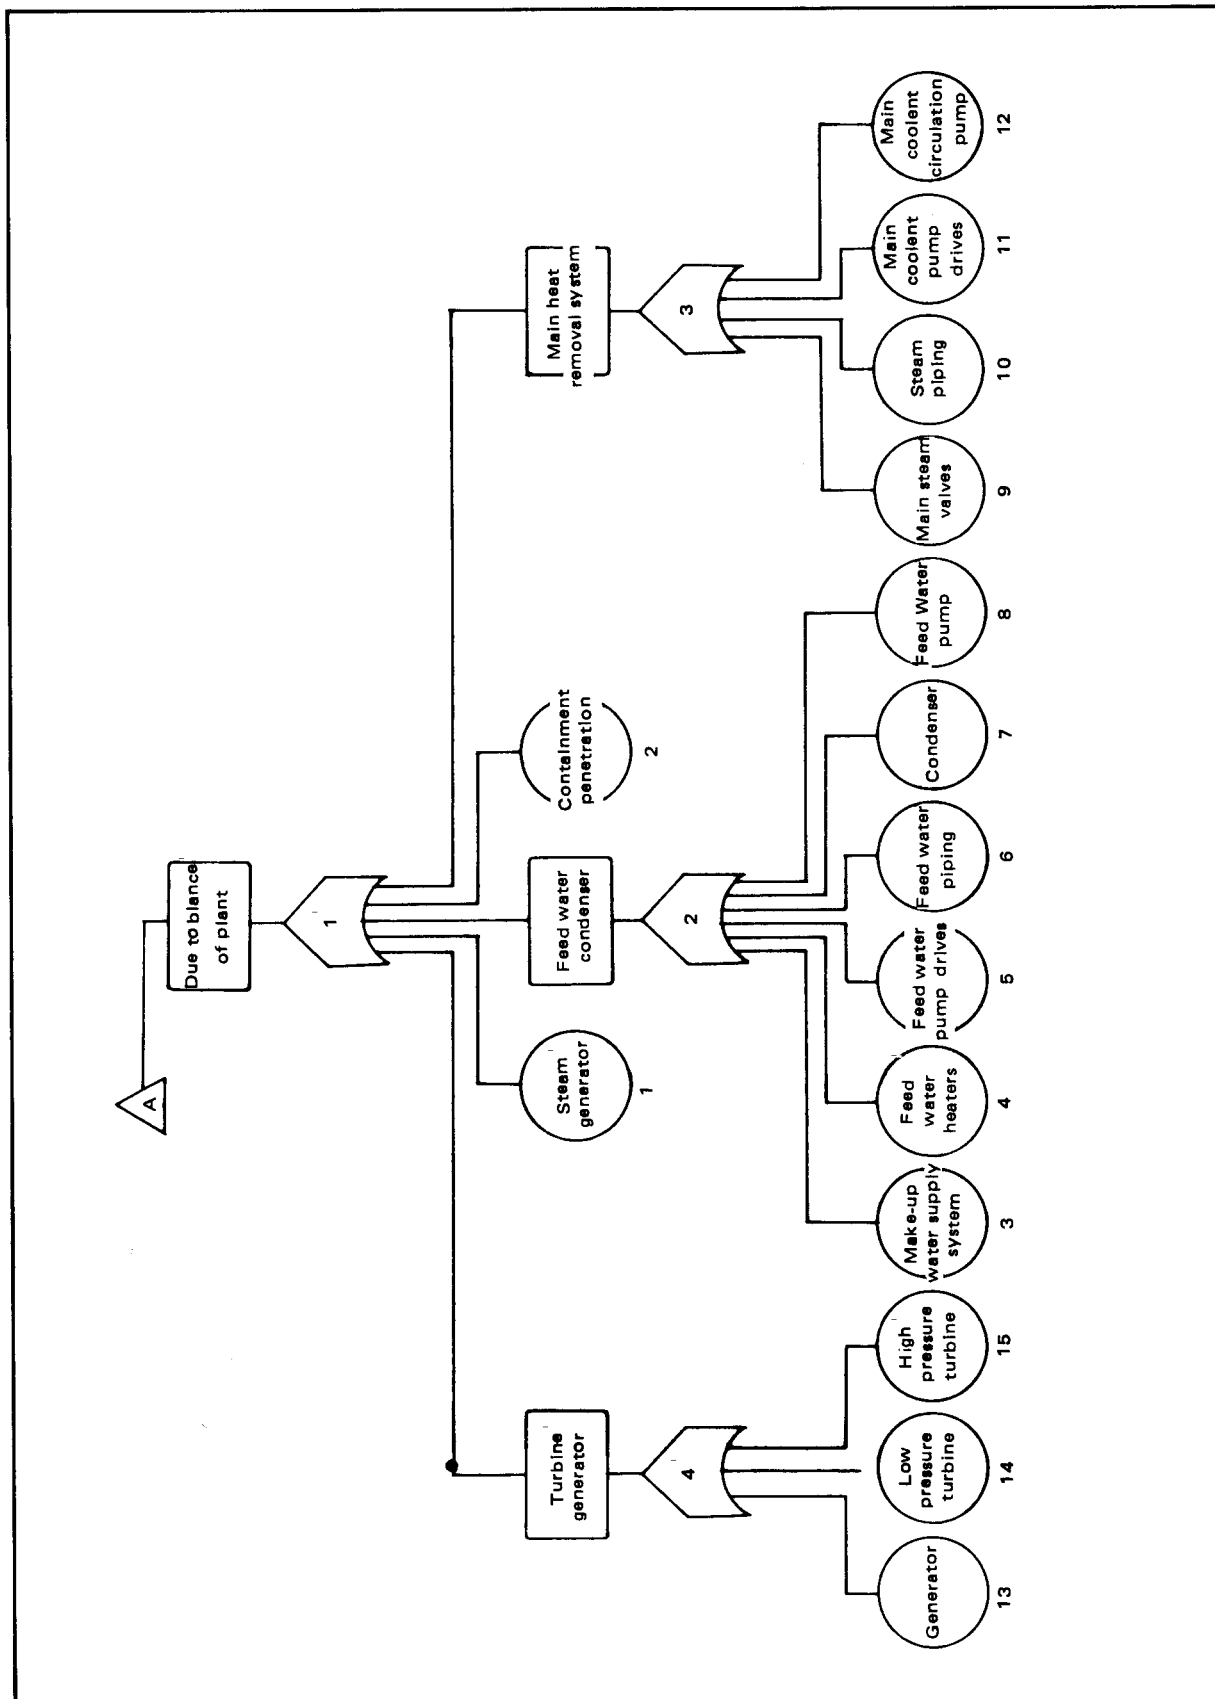 A
Due to blance
of plant
1
Turbine
generator
Steam
generator
1
Feed water
condenser
Containment
penetration
2
Main heat
removal system
4
2
3
Generator
13
Low
pressure
turbine
14
High
pressure
turbine
15
Make-up
water supply
system
3
Feed
water
heaters
4
Feed water
pump drives
5
Feed water
piping
6
Condenser
7
Feed Water
pump
8
Main steam
valves
9
Steam
piping
10
Main
coolent
pump
drives
11
Main
coolent
circulation
pump
12